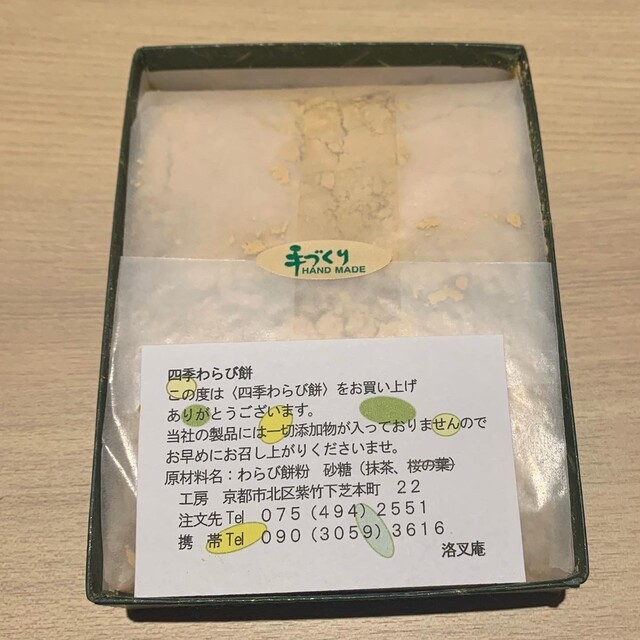 手づくり
HAND MADE
四季わらび餅
この度は〈四季わらび餅〉をお買い上げ
ありがとうございます。
当社の製品には一切添加物が入っておりませんので
お早めにお召し上がりくださいませ。
原材料名：わらび餅粉 砂糖（抹茶、桜の葉）
工房 京都市北区紫竹下芝本町 22
注文先Tel 075(494)2551
携 帯Tel 090(3059)3616
洛叉庵